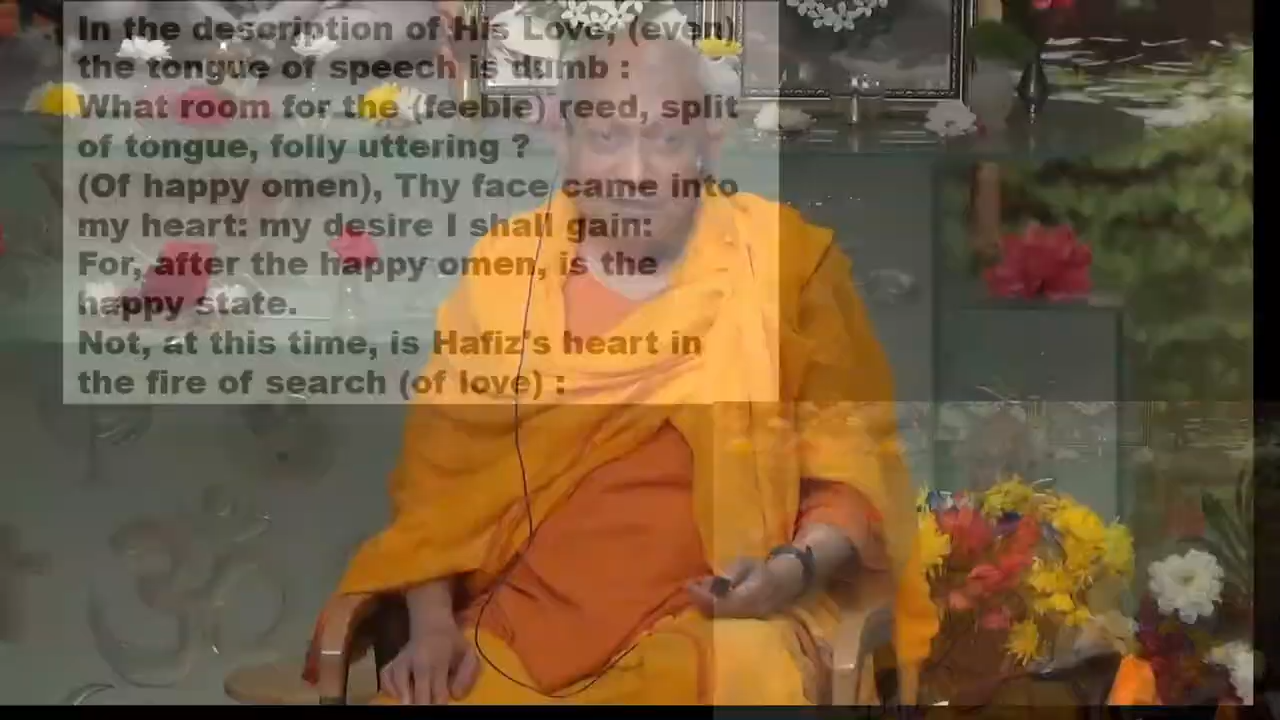 In the description of His Love, (even)
the tongue of speech is dumb :
What room for the (feeble) reed, split
of tongue, folly uttering ?
(Of happy omen), Thy face came into
my heart: my desire I shall gain:
For, after the happy omen, is the
happy state.
Not, at this time, is Hafiz's heart in
the fire of search (of love) :